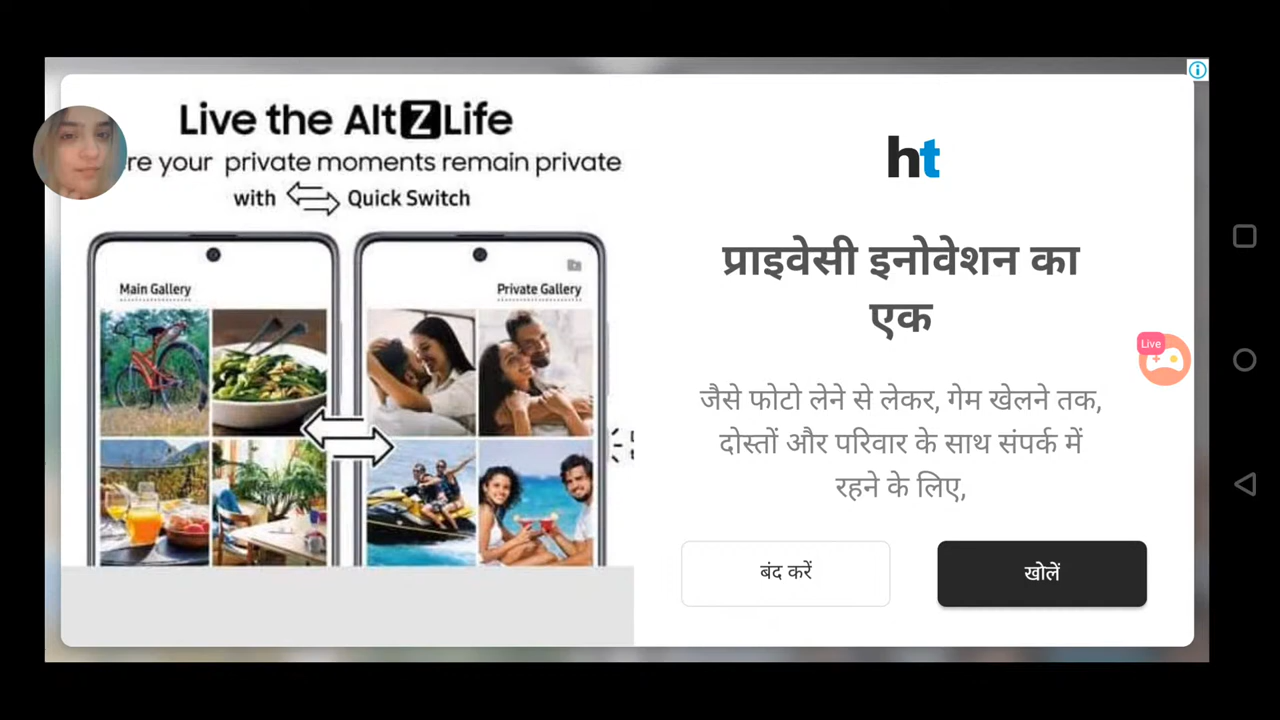 Live the Alt Z Life
re your private moments remain private
with Quick Switch
Main Gallery
Private Gallery
ht
प्राइवेसी इनोवेशन का
एक
जैसे फोटो लेने से लेकर, गेम खेलने तक,
दोस्तों और परिवार के साथ संपर्क में
रहने के लिए,
बंद करें
खोलें
Live